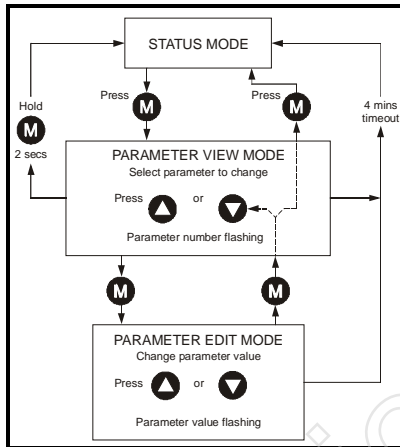 STATUS MODE
Press
Press
M
M
Hold
M
2 secs
4 mins
timeout
PARAMETER VIEW MODE
Select parameter to change
Press or
Parameter number flashing
M
M
PARAMETER EDIT MODE
Change parameter value
Press or
Parameter value flashing